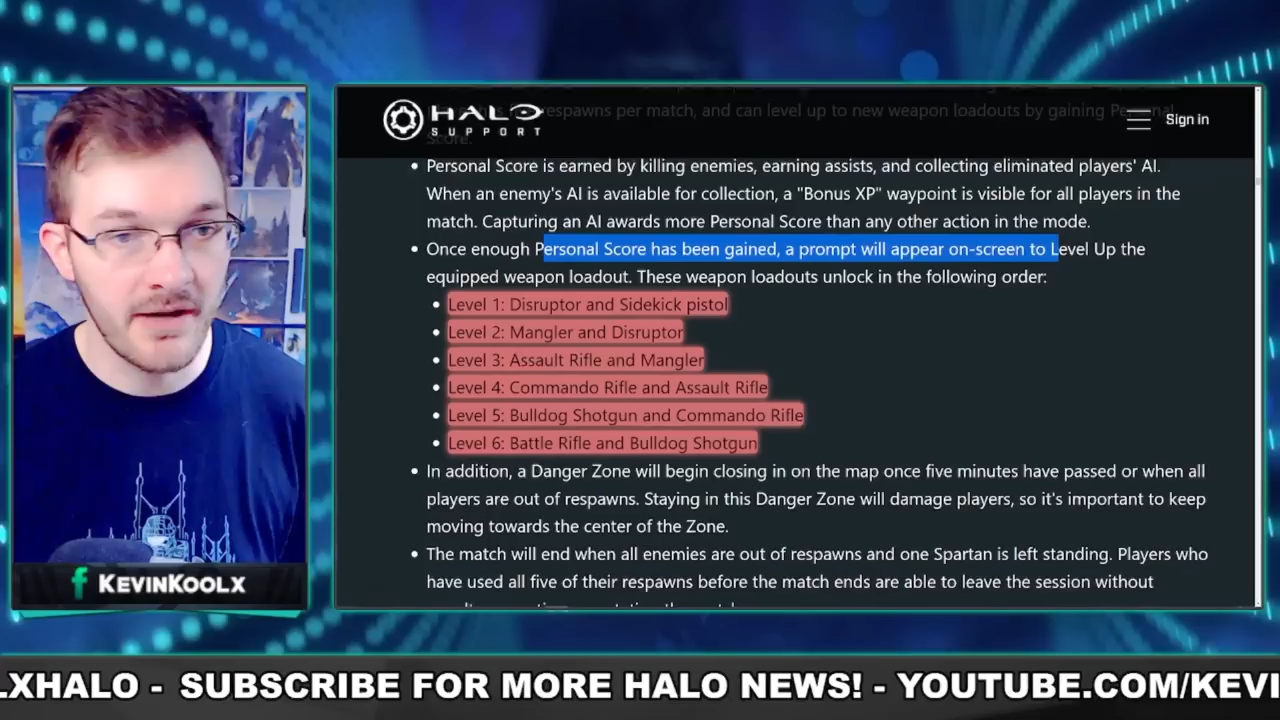 HALO
SUPPORT
Sign in
respawns per match, and can level up to new weapon loadouts by gaining Personal
Score.
• Personal Score is earned by killing enemies, earning assists, and collecting eliminated players' AI.
When an enemy's AI is available for collection, a "Bonus XP" waypoint is visible for all players in the
match. Capturing an AI awards more Personal Score than any other action in the mode.
• Once enough Personal Score has been gained, a prompt will appear on-screen to Level Up the
equipped weapon loadout. These weapon loadouts unlock in the following order:
• Level 1: Disruptor and Sidekick pistol
• Level 2: Mangler and Disruptor
• Level 3: Assault Rifle and Mangler
• Level 4: Commando Rifle and Assault Rifle
• Level 5: Bulldog Shotgun and Commando Rifle
• Level 6: Battle Rifle and Bulldog Shotgun
• In addition, a Danger Zone will begin closing in on the map once five minutes have passed or when all
players are out of respawns. Staying in this Danger Zone will damage players, so it's important to keep
moving towards the center of the Zone.
• The match will end when all enemies are out of respawns and one Spartan is left standing. Players who
have used all five of their respawns before the match ends are able to leave the session without
f KEVINKOOLX
LXHALO - SUBSCRIBE FOR MORE HALO NEWS! - YOUTUBE.COM/KEVI